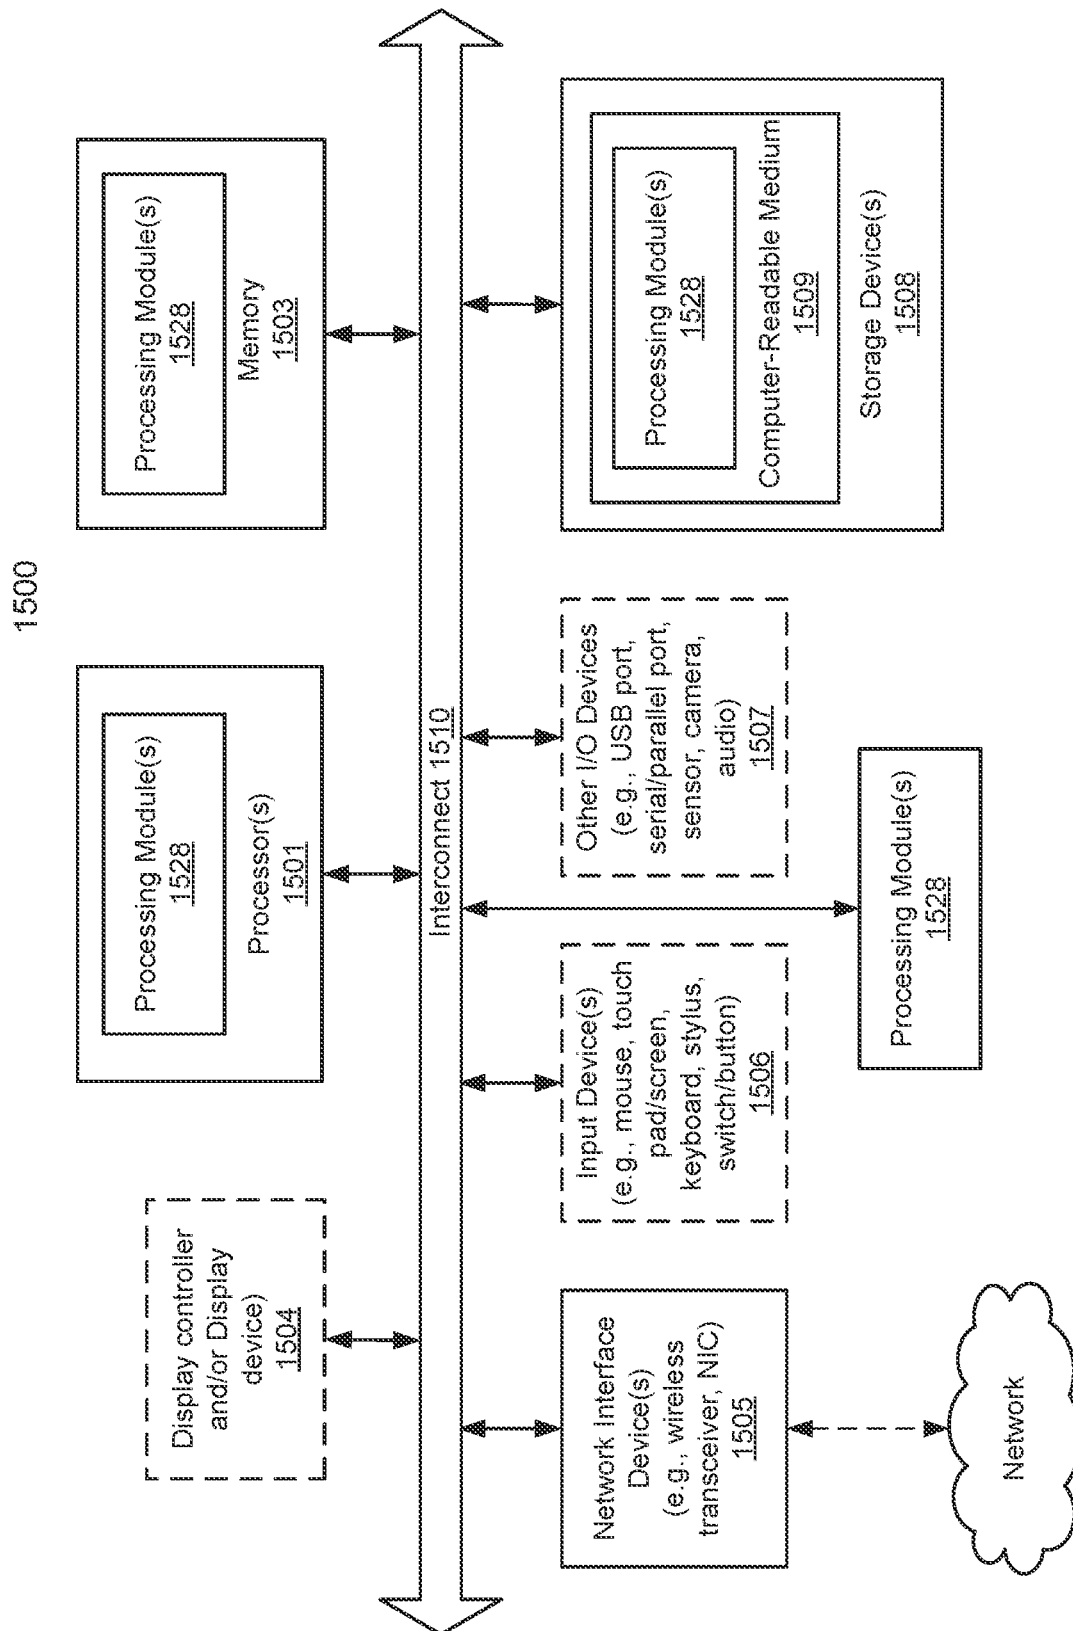 1500
Display controller
and/or Display
device)
1504
Processing Module(s)
1528
Processor(s)
1501
Processing Module(s)
1528
Memory
1503
Interconnect 1510
Network Interface
Device(s)
(e.g., wireless
transceiver, NIC)
1505
Input Device(s)
(e.g., mouse, touch
pad/screen,
keyboard, stylus,
switch/button)
1506
Other I/O Devices
(e.g., USB port,
serial/parallel port,
sensor, camera,
audio)
1507
Processing Module(s)
1528
Computer-Readable Medium
1509
Storage Device(s)
1508
Processing Module(s)
1528
Network